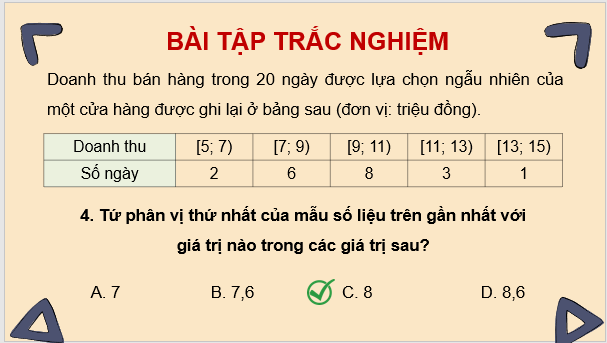 BÀI TẬP TRẮC NGHIỆM
Doanh thu bán hàng trong 20 ngày được lựa chọn ngẫu nhiên của
một cửa hàng được ghi lại ở bảng sau (đơn vị: triệu đồng).
Doanh thu [5; 7) [7; 9) [9; 11) [11; 13) [13; 15)
Số ngày 2 6 8 3 1
4. Tứ phân vị thứ nhất của mẫu số liệu trên gần nhất với
giá trị nào trong các giá trị sau?
A. 7 B. 7,6 C. 8 D. 8,6